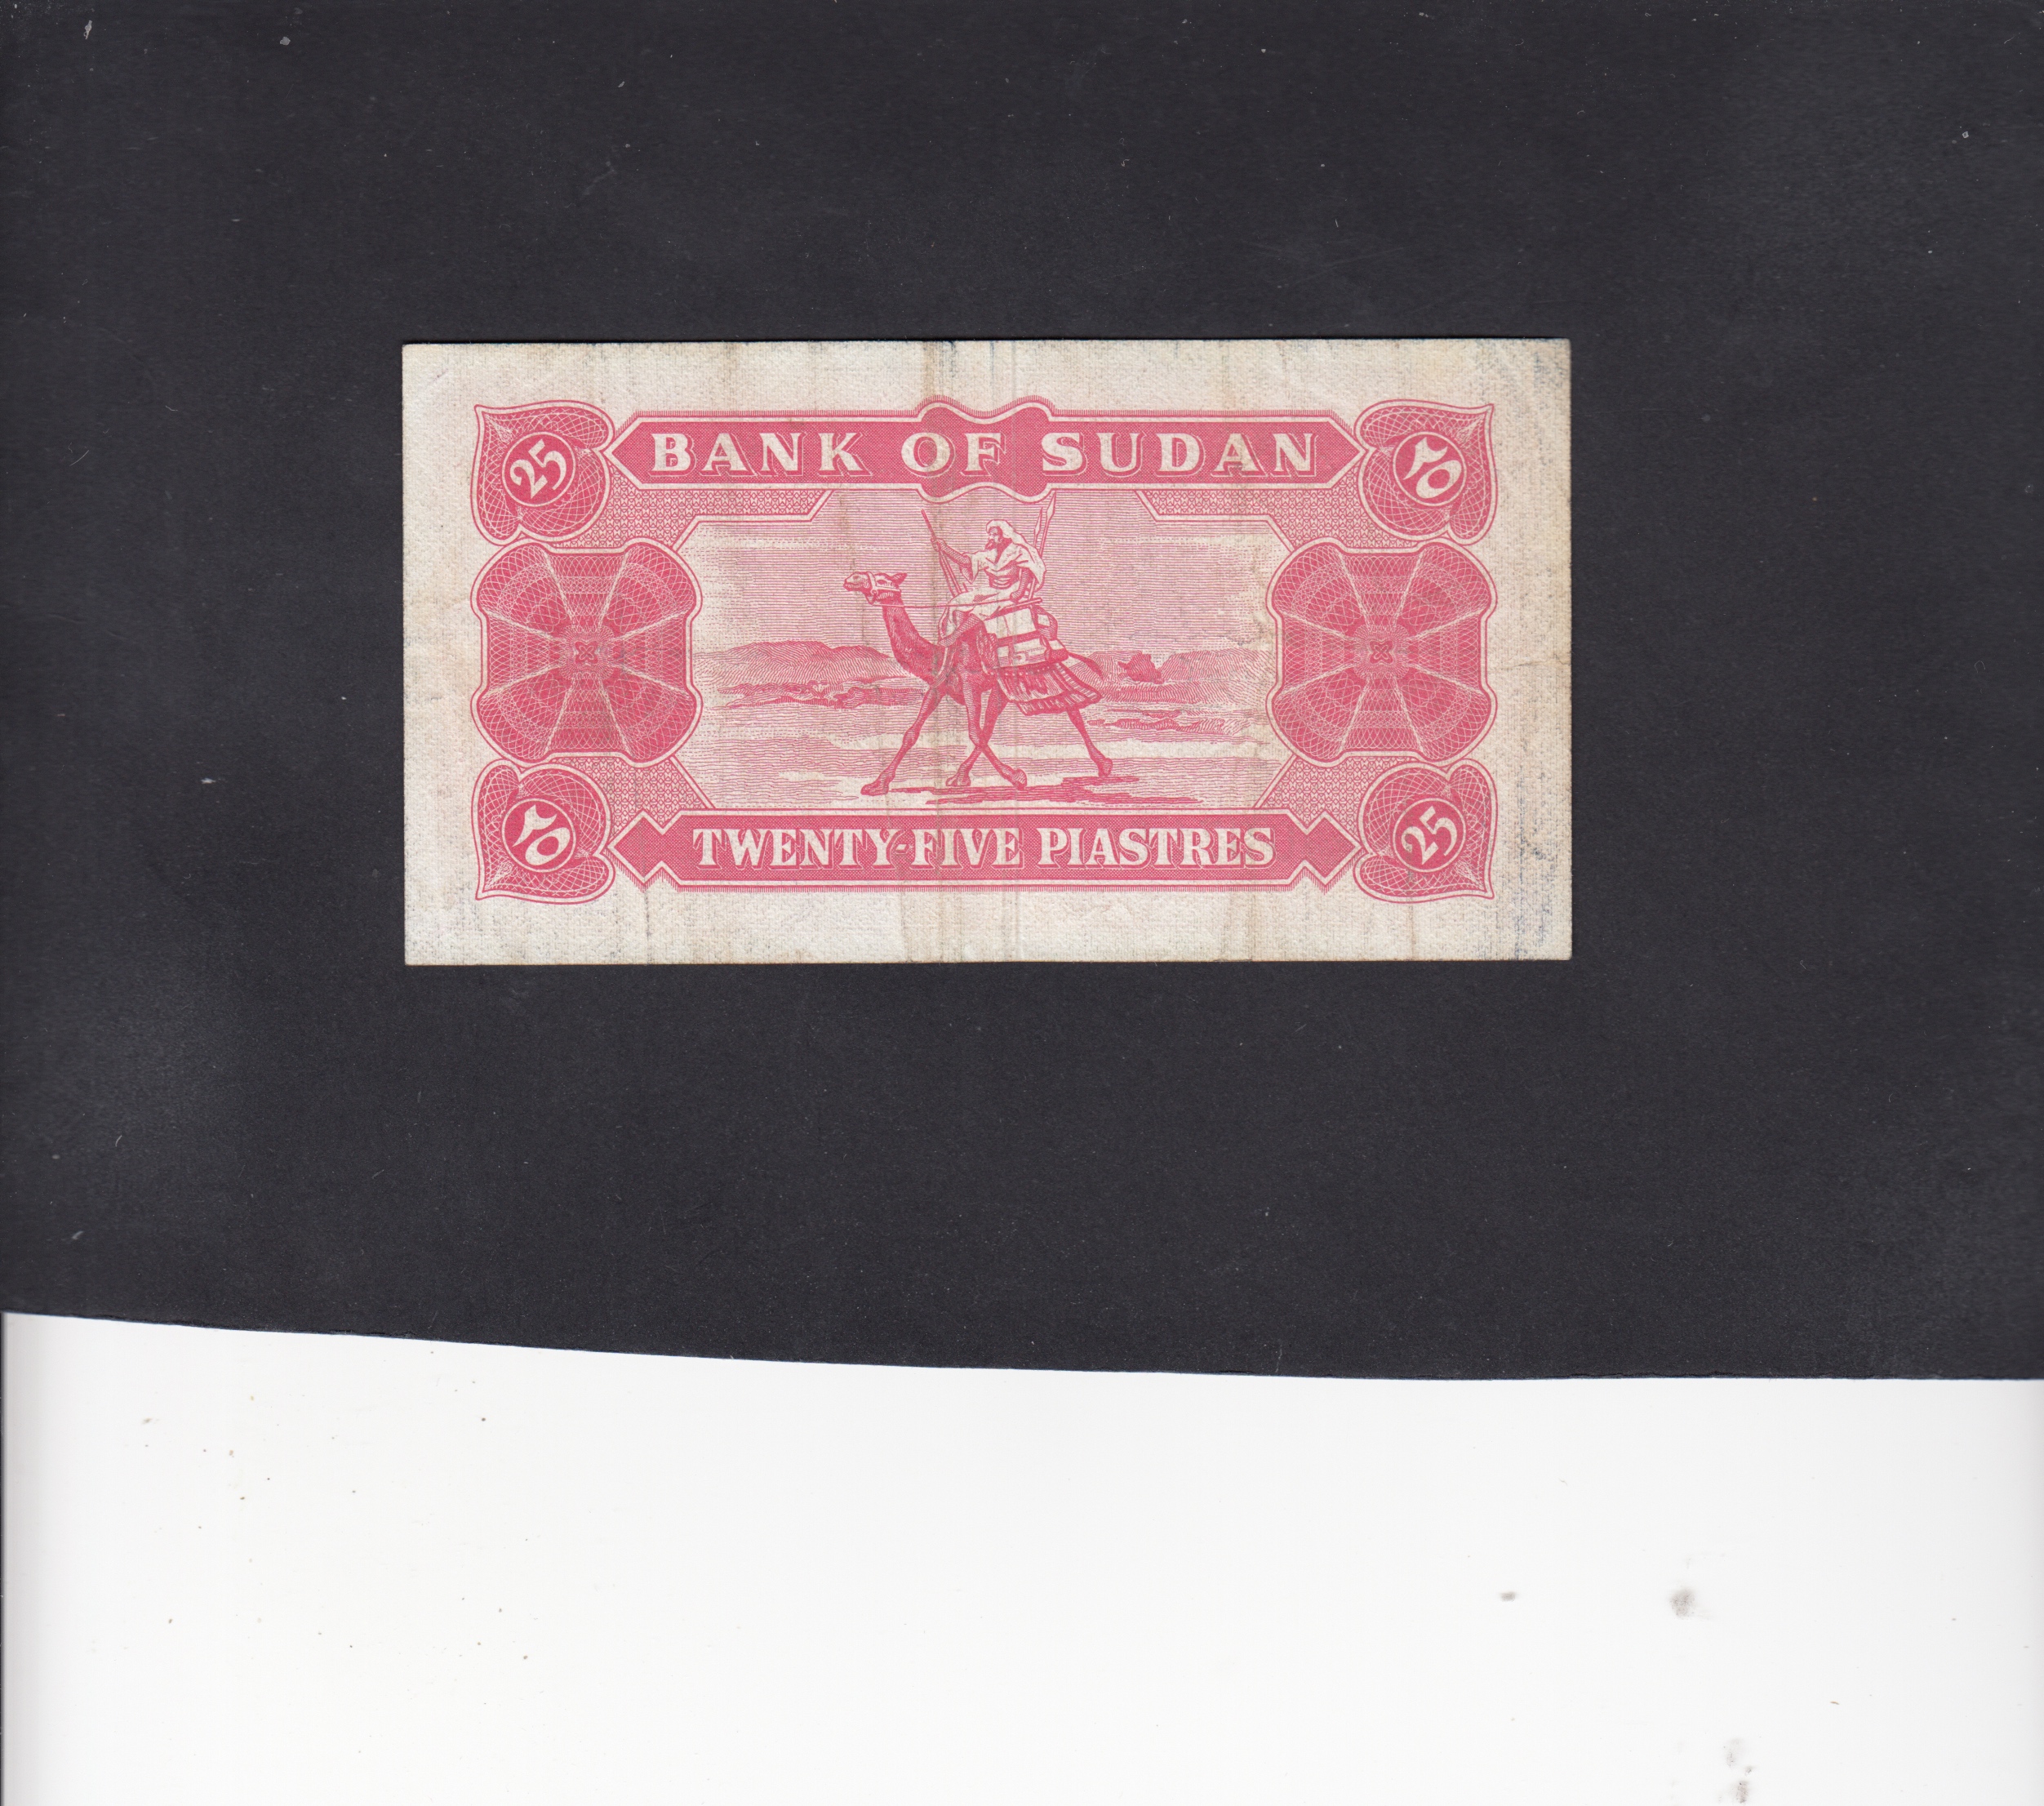 25
BANK OF SUDAN
٢٥
٢٥
TWENTY-FIVE PIASTRES
25